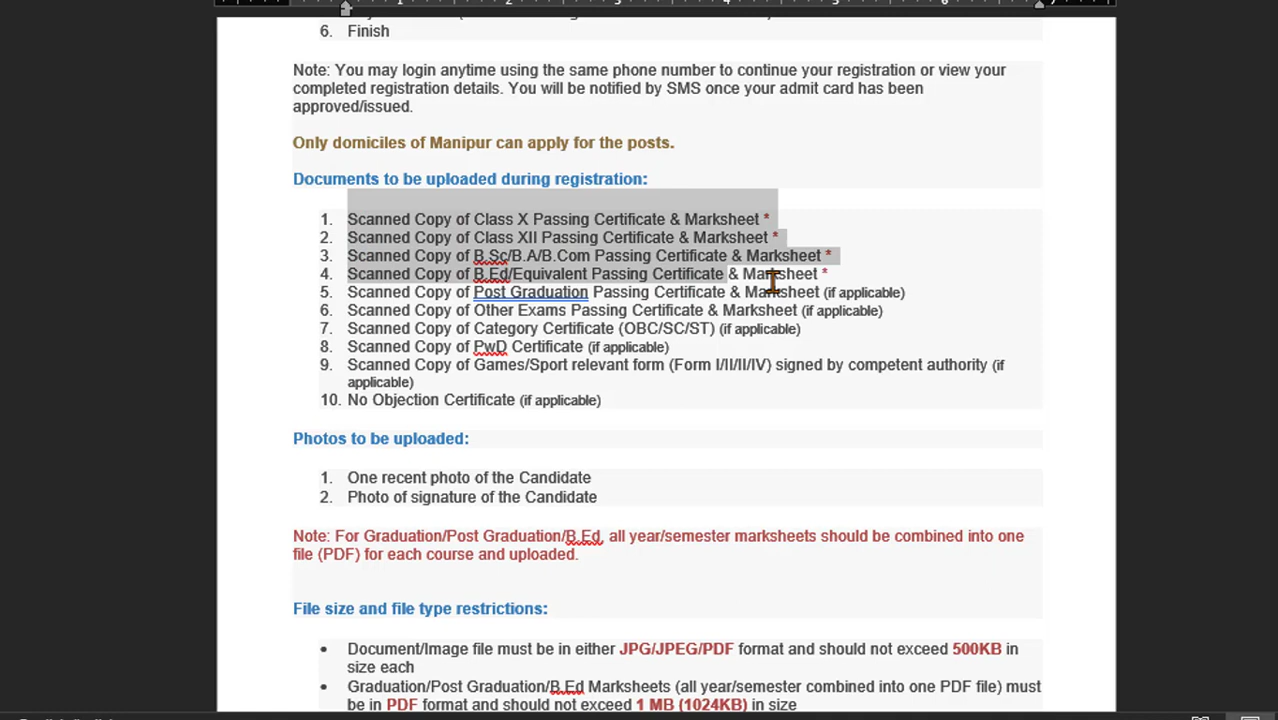 6. Finish
Note: You may login anytime using the same phone number to continue your registration or view your
completed registration details. You will be notified by SMS once your admit card has been
approved/issued.
Only domiciles of Manipur can apply for the posts.
Documents to be uploaded during registration:
1. Scanned Copy of Class X Passing Certificate & Marksheet *
2. Scanned Copy of Class XII Passing Certificate & Marksheet *
3. Scanned Copy of B.Sc/B.A/B.Com Passing Certificate & Marksheet *
4. Scanned Copy of B.Ed/Equivalent Passing Certificate & Marksheet *
5. Scanned Copy of Post Graduation Passing Certificate & Marksheet (if applicable)
6. Scanned Copy of Other Exams Passing Certificate & Marksheet (if applicable)
7. Scanned Copy of Category Certificate (OBC/SC/ST) (if applicable)
8. Scanned Copy of PwD Certificate (if applicable)
9. Scanned Copy of Games/Sport relevant form (Form I/II/II/IV) signed by competent authority (if
applicable)
10. No Objection Certificate (if applicable)
Photos to be uploaded:
1. One recent photo of the Candidate
2. Photo of signature of the Candidate
Note: For Graduation/Post Graduation/B.Ed, all year/semester marksheets should be combined into one
file (PDF) for each course and uploaded.
File size and file type restrictions:
• Document/Image file must be in either JPG/JPEG/PDF format and should not exceed 500KB in
size each
• Graduation/Post Graduation/B.Ed Marksheets (all year/semester combined into one PDF file) must
be in PDF format and should not exceed 1 MB (1024KB) in size